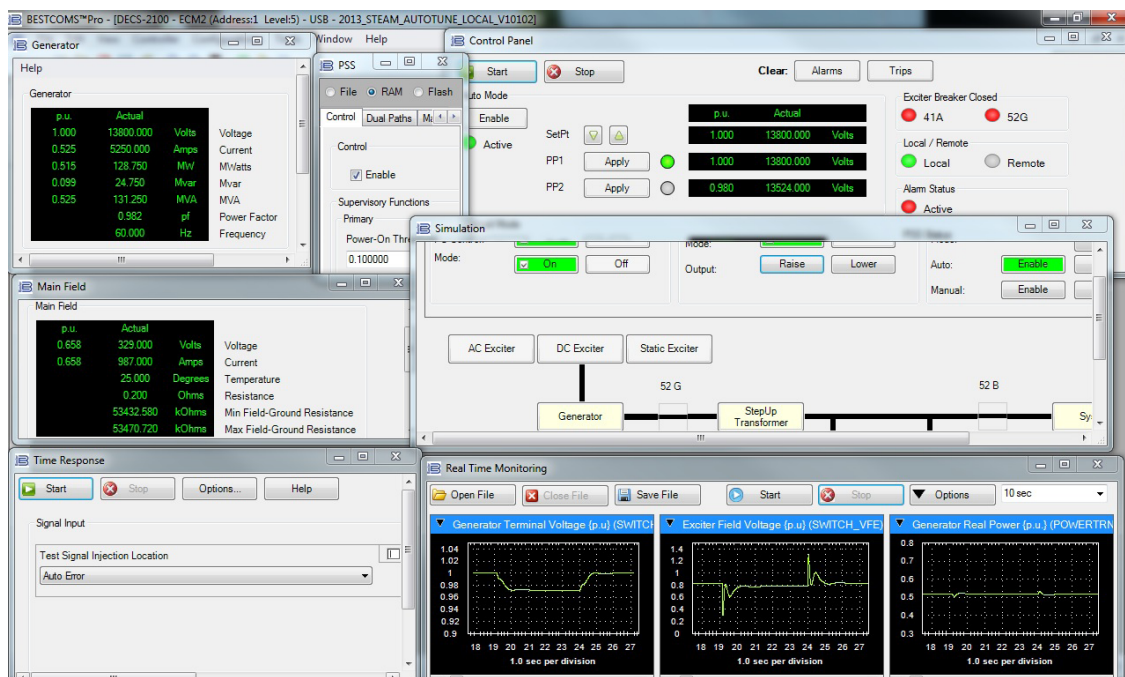 BESTCOMS™Pro - [DECS-2100 - ECM2 (Address:1 Level:5) - USB - 2013_STEAM_AUTOTUNE_LOCAL_V10102]
Window Help
Generator
Help
Generator
p.u. Actual
1.000 13800.000 Volts Voltage
0.525 5250.000 Amps Current
0.515 128.750 MW MWatts
0.099 24.750 Mvar Mvar
0.525 131.250 MVA MVA
0.982 pf Power Factor
60.000 Hz Frequency
PSS
File RAM Flash
Control Dual Paths
Control
Enable
Supervisory Functions
Primary
Power-On Thre
0.100000
Control Panel
Start Stop Clear: Alarms Trips
uto Mode
Enable
Active
p.u. Actual
SetPt 1.000 13800.000 Volts
PP1 Apply 1.000 13800.000 Volts
PP2 Apply 0.980 13524.000 Volts
Exciter Breaker Closed
41A 52G
Local / Remote
Local Remote
Alarm Status
Active
Simulation
Mode: On Off
Mode:
Output: Raise Lower
Auto: Enable
Manual: Enable
AC Exciter DC Exciter Static Exciter
52 G 52 B
Generator StepUp Transformer Sy
Main Field
Main Field
p.u. Actual
0.658 329.000 Volts Voltage
0.658 987.000 Amps Current
25.000 Degrees Temperature
0.200 Ohms Resistance
53432.580 kOhms Min Field-Ground Resistance
53470.720 kOhms Max Field-Ground Resistance
Time Response
Start Stop Options... Help
Signal Input
Test Signal Injection Location
Auto Error
Real Time Monitoring
Open File Close File Save File Start Stop Options 10 sec
Generator Terminal Voltage {p.u} (SWITCH
1.04
1.02
1
0.98
0.96
0.94
0.92
0.9
18 19 20 21 22 23 24 25 26 27
1.0 sec per division
Exciter Field Voltage {p.u} (SWITCH_VFE)
1.4
1.2
1
0.8
0.6
0.4
0.2
0
18 19 20 21 22 23 24 25 26 27
1.0 sec per division
Generator Real Power {p.u.} (POWERTRN
0.8
0.7
0.6
0.5
0.4
0.3
18 19 20 21 22 23 24 25 26 27
1.0 sec per division